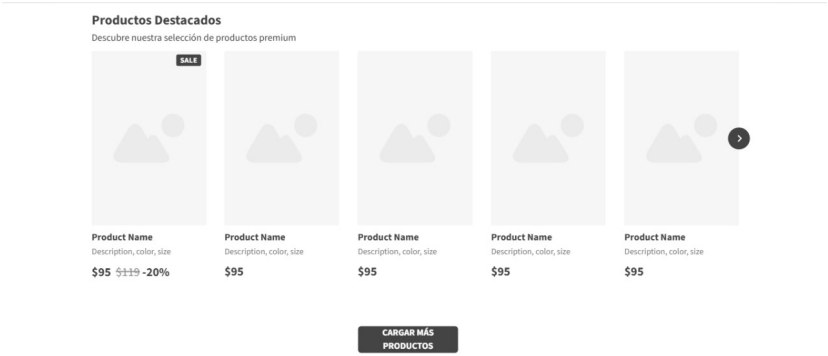 Productos Destacados
Descubre nuestra selección de productos premium
SALE
Product Name
Description, color, size
$95 $119 -20%
Product Name
Description, color, size
$95
Product Name
Description, color, size
$95
Product Name
Description, color, size
$95
Product Name
Description, color, size
$95
CARGAR MÁS
PRODUCTOS